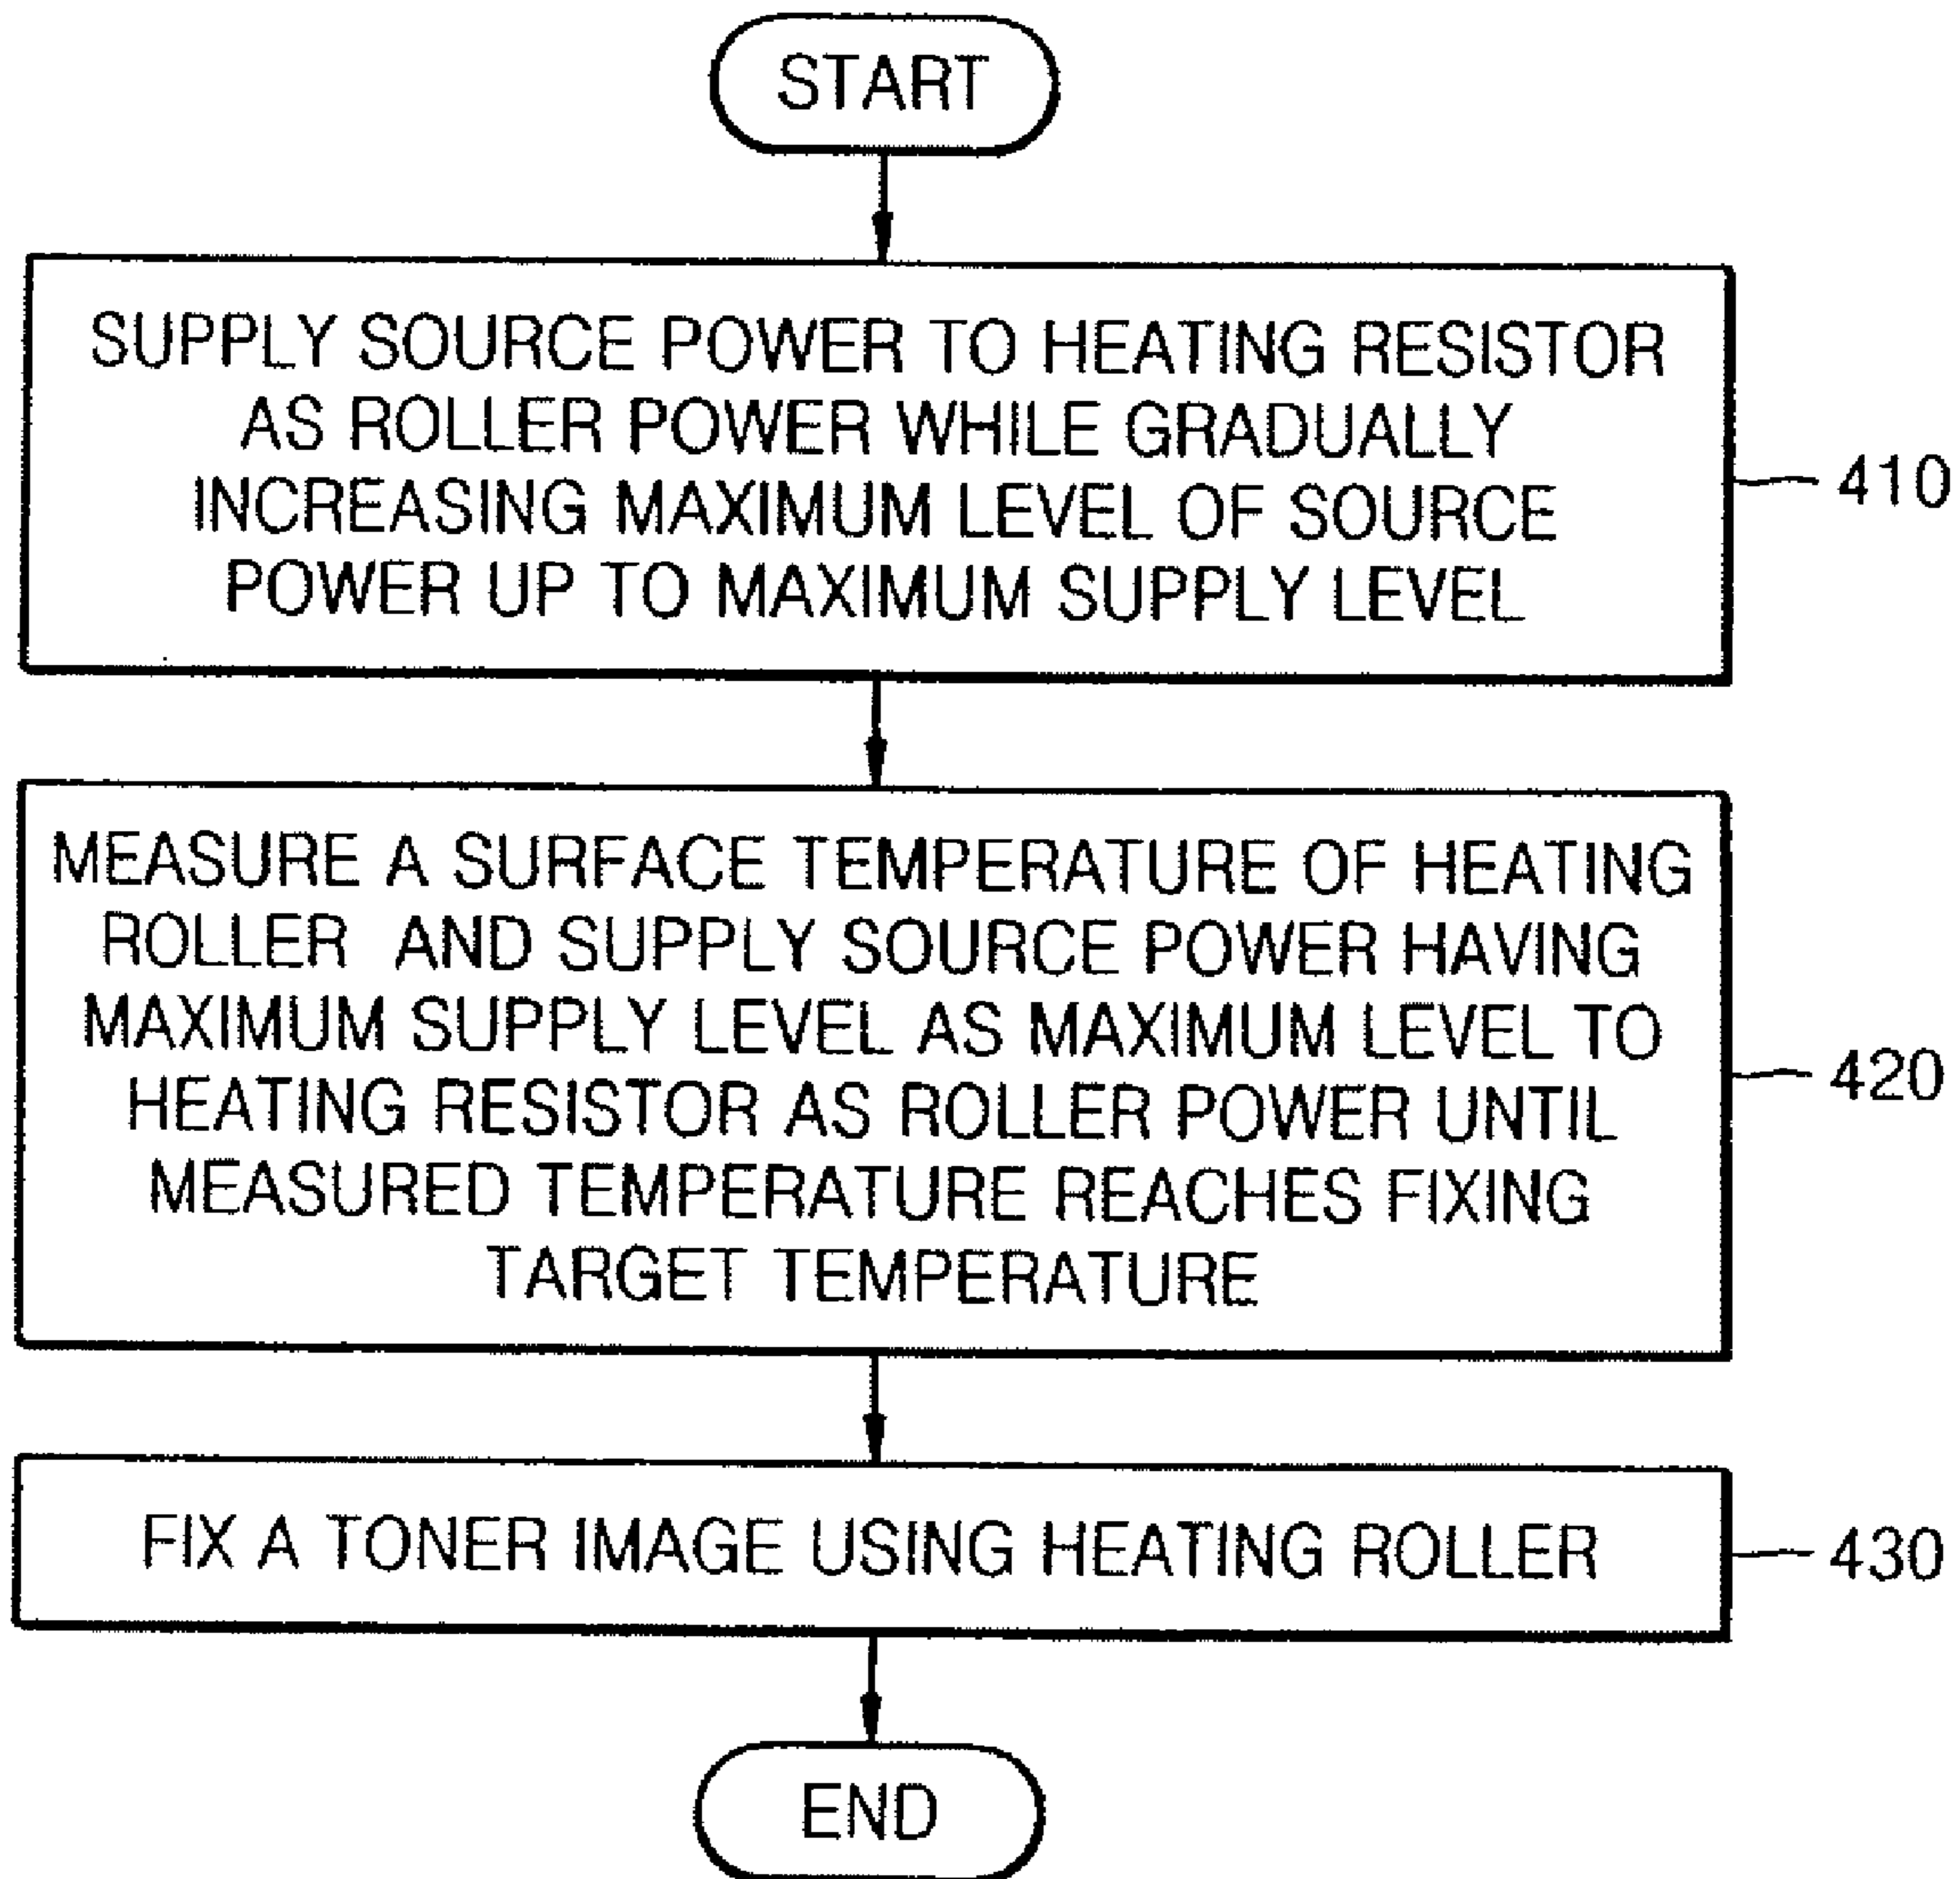 START
SUPPLY SOURCE POWER TO HEATING RESISTOR
AS ROLLER POWER WHILE GRADUALLY
INCREASING MAXIMUM LEVEL OF SOURCE
POWER UP TO MAXIMUM SUPPLY LEVEL
410
MEASURE A SURFACE TEMPERATURE OF HEATING
ROLLER AND SUPPLY SOURCE POWER HAVING
MAXIMUM SUPPLY LEVEL AS MAXIMUM LEVEL TO
HEATING RESISTOR AS ROLLER POWER UNTIL
MEASURED TEMPERATURE REACHES FIXING
TARGET TEMPERATURE
420
FIX A TONER IMAGE USING HEATING ROLLER
430
END